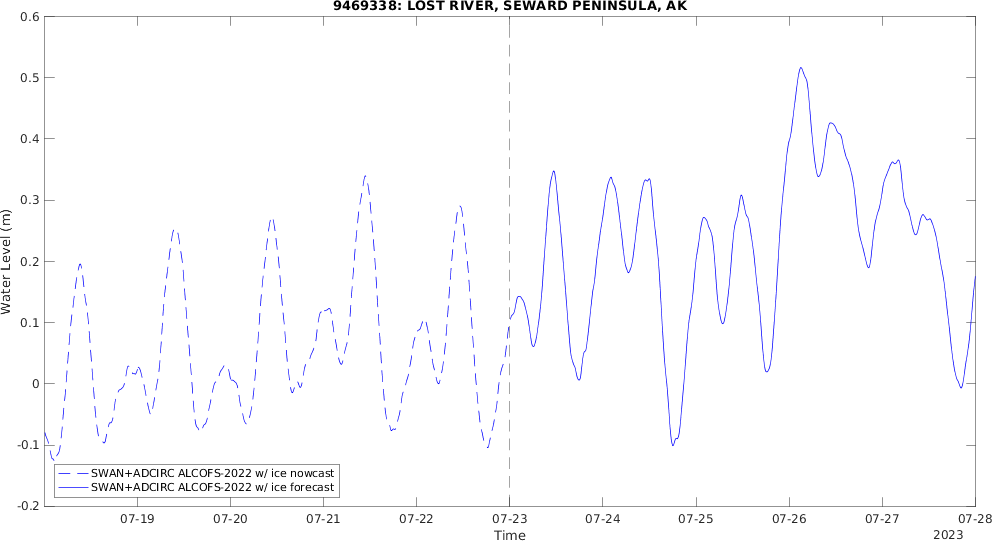 9469338: LOST RIVER, SEWARD PENINSULA, AK
0.6
0.5
0.4
0.3
0.2
0.1
0
-0.1
-0.2
Water Level (m)
SWAN+ADCIRC ALCOFS-2022 w/ ice nowcast
SWAN+ADCIRC ALCOFS-2022 w/ ice forecast
07-19 07-20 07-21 07-22 07-23 07-24 07-25 07-26 07-27 07-28
Time
2023